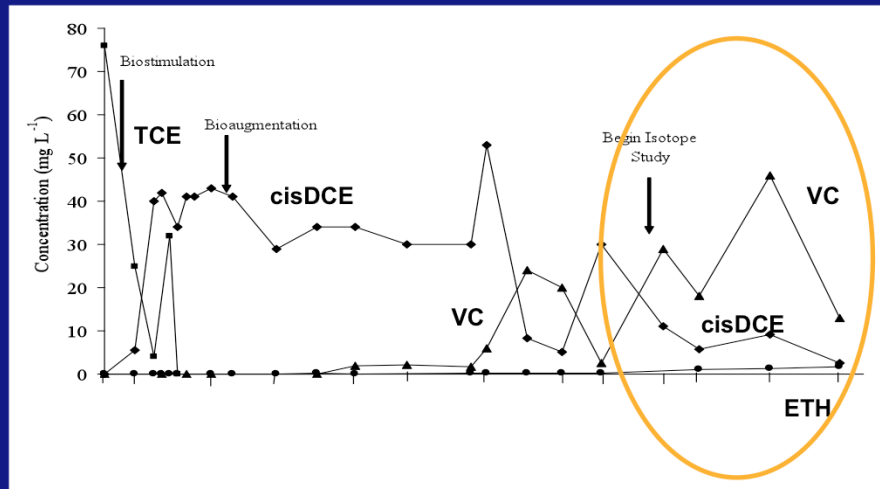 80
70
60
50
40
30
20
10
0
Concentration (mg L⁻¹)
Biostimulation
TCE
Bioaugmentation
cisDCE
VC
Begin Isotope
Study
VC
cisDCE
ETH